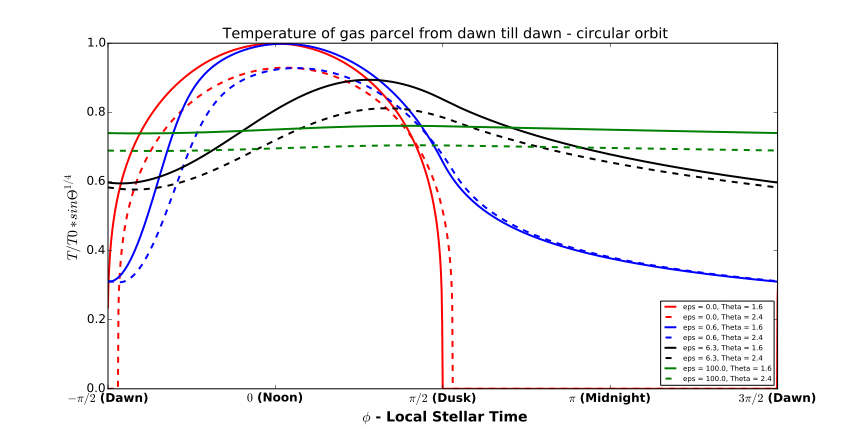 Temperature of gas parcel from dawn till dawn - circular orbit
1.0
0.8
0.6
0.4
0.2
0.0
T/T0 * sinΘ^{1/4}
eps = 0.0, Theta = 1.6
eps = 0.0, Theta = 2.4
eps = 0.6, Theta = 1.6
eps = 0.6, Theta = 2.4
eps = 6.3, Theta = 1.6
eps = 6.3, Theta = 2.4
eps = 100.0, Theta = 1.6
eps = 100.0, Theta = 2.4
−π/2 (Dawn) 0 (Noon) π/2 (Dusk) π (Midnight) 3π/2 (Dawn)
ϕ - Local Stellar Time